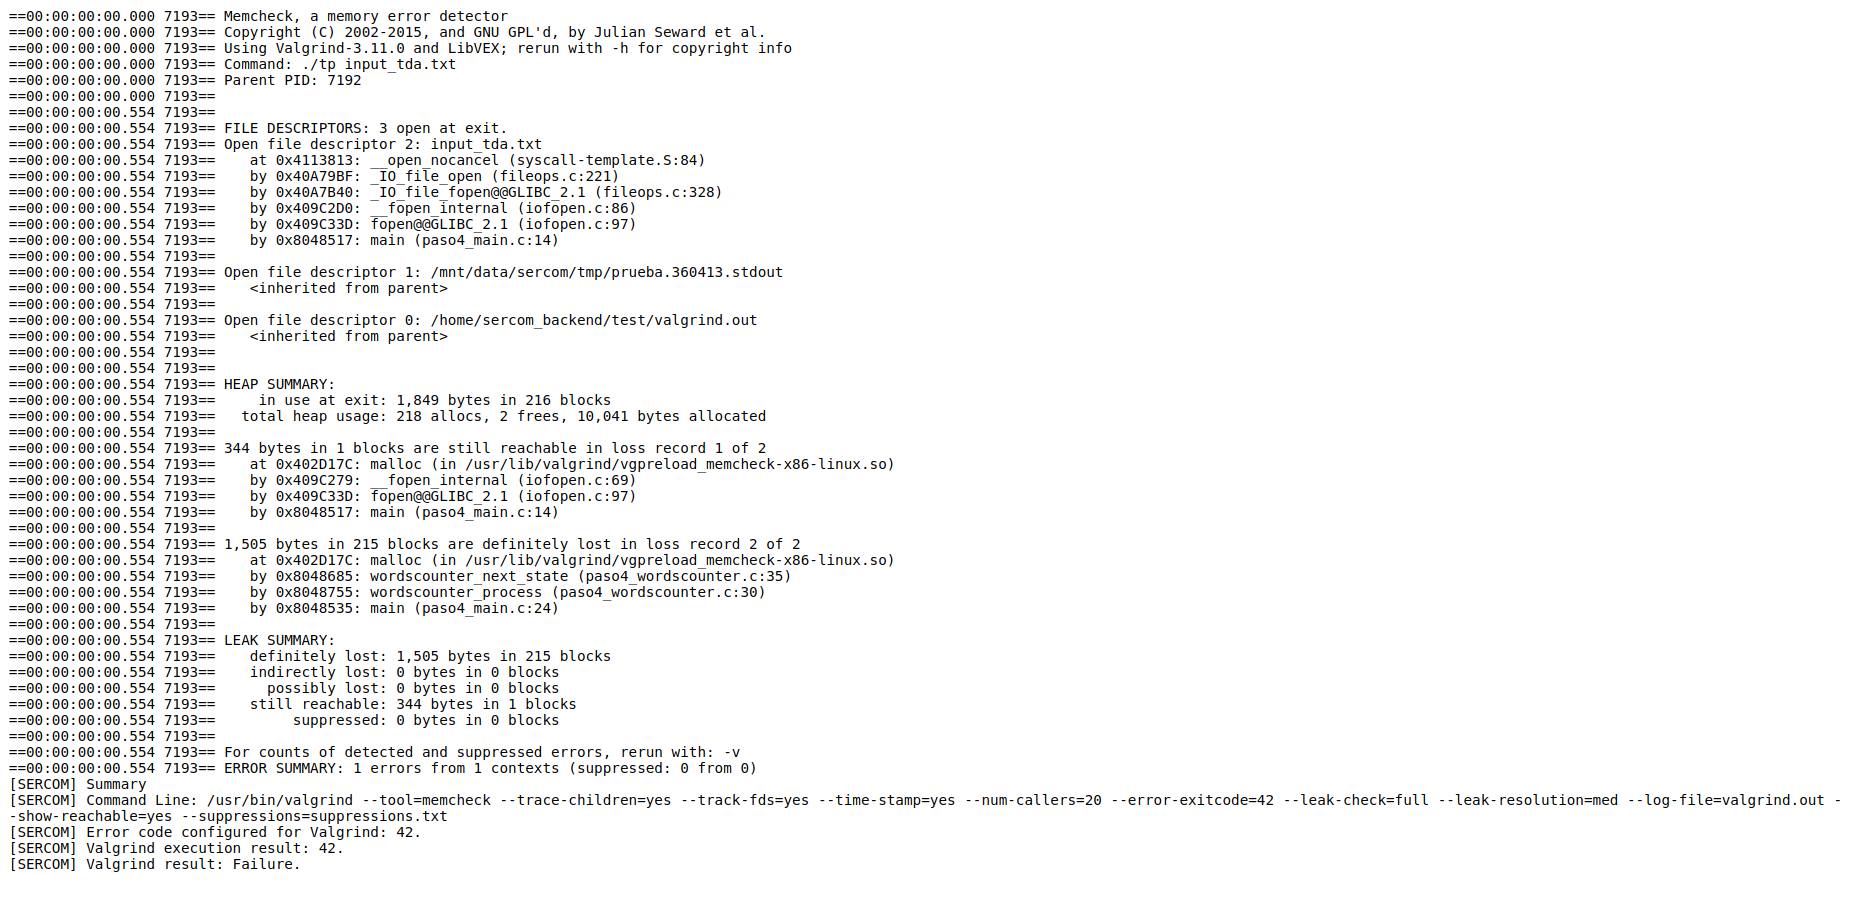 ==00:00:00:00.000 7193== Memcheck, a memory error detector
==00:00:00:00.000 7193== Copyright (C) 2002-2015, and GNU GPL'd, by Julian Seward et al.
==00:00:00:00.000 7193== Using Valgrind-3.11.0 and LibVEX; rerun with -h for copyright info
==00:00:00:00.000 7193== Command: ./tp input_tda.txt
==00:00:00:00.000 7193== Parent PID: 7192
==00:00:00:00.000 7193==
==00:00:00:00.554 7193==
==00:00:00:00.554 7193== FILE DESCRIPTORS: 3 open at exit.
==00:00:00:00.554 7193== Open file descriptor 2: input_tda.txt
==00:00:00:00.554 7193==    at 0x4113813: __open_nocancel (syscall-template.S:84)
==00:00:00:00.554 7193==    by 0x40A79BF: _IO_file_open (fileops.c:221)
==00:00:00:00.554 7193==    by 0x40A7B40: _IO_file_fopen@@GLIBC_2.1 (fileops.c:328)
==00:00:00:00.554 7193==    by 0x409C2D0: __fopen_internal (iofopen.c:86)
==00:00:00:00.554 7193==    by 0x409C33D: fopen@@GLIBC_2.1 (iofopen.c:97)
==00:00:00:00.554 7193==    by 0x8048517: main (paso4_main.c:14)
==00:00:00:00.554 7193==
==00:00:00:00.554 7193== Open file descriptor 1: /mnt/data/sercom/tmp/prueba.360413.stdout
==00:00:00:00.554 7193==    <inherited from parent>
==00:00:00:00.554 7193==
==00:00:00:00.554 7193== Open file descriptor 0: /home/sercom_backend/test/valgrind.out
==00:00:00:00.554 7193==    <inherited from parent>
==00:00:00:00.554 7193==
==00:00:00:00.554 7193==
==00:00:00:00.554 7193== HEAP SUMMARY:
==00:00:00:00.554 7193==     in use at exit: 1,849 bytes in 216 blocks
==00:00:00:00.554 7193==   total heap usage: 218 allocs, 2 frees, 10,041 bytes allocated
==00:00:00:00.554 7193==
==00:00:00:00.554 7193== 344 bytes in 1 blocks are still reachable in loss record 1 of 2
==00:00:00:00.554 7193==    at 0x402D17C: malloc (in /usr/lib/valgrind/vgpreload_memcheck-x86-linux.so)
==00:00:00:00.554 7193==    by 0x409C279: __fopen_internal (iofopen.c:69)
==00:00:00:00.554 7193==    by 0x409C33D: fopen@@GLIBC_2.1 (iofopen.c:97)
==00:00:00:00.554 7193==    by 0x8048517: main (paso4_main.c:14)
==00:00:00:00.554 7193==
==00:00:00:00.554 7193== 1,505 bytes in 215 blocks are definitely lost in loss record 2 of 2
==00:00:00:00.554 7193==    at 0x402D17C: malloc (in /usr/lib/valgrind/vgpreload_memcheck-x86-linux.so)
==00:00:00:00.554 7193==    by 0x8048685: wordscounter_next_state (paso4_wordscounter.c:35)
==00:00:00:00.554 7193==    by 0x8048755: wordscounter_process (paso4_wordscounter.c:30)
==00:00:00:00.554 7193==    by 0x8048535: main (paso4_main.c:24)
==00:00:00:00.554 7193==
==00:00:00:00.554 7193== LEAK SUMMARY:
==00:00:00:00.554 7193==    definitely lost: 1,505 bytes in 215 blocks
==00:00:00:00.554 7193==    indirectly lost: 0 bytes in 0 blocks
==00:00:00:00.554 7193==      possibly lost: 0 bytes in 0 blocks
==00:00:00:00.554 7193==    still reachable: 344 bytes in 1 blocks
==00:00:00:00.554 7193==         suppressed: 0 bytes in 0 blocks
==00:00:00:00.554 7193==
==00:00:00:00.554 7193== For counts of detected and suppressed errors, rerun with: -v
==00:00:00:00.554 7193== ERROR SUMMARY: 1 errors from 1 contexts (suppressed: 0 from 0)
[SERCOM] Summary
[SERCOM] Command Line: /usr/bin/valgrind --tool=memcheck --trace-children=yes --track-fds=yes --time-stamp=yes --num-callers=20 --error-exitcode=42 --leak-check=full --leak-resolution=med --log-file=valgrind.out -
-show-reachable=yes --suppressions=suppressions.txt
[SERCOM] Error code configured for Valgrind: 42.
[SERCOM] Valgrind execution result: 42.
[SERCOM] Valgrind result: Failure.